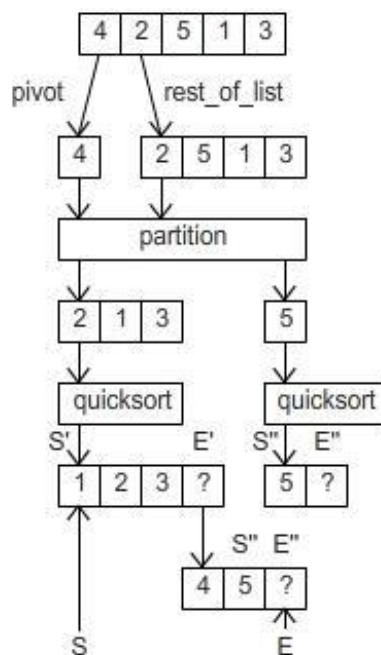 4 2 5 1 3
pivot rest_of_list
4 2 5 1 3
partition
2 1 3 5
quicksort quicksort
S' E' S" E"
1 2 3 ? 5 ?
S" E"
4 5 ?
S E